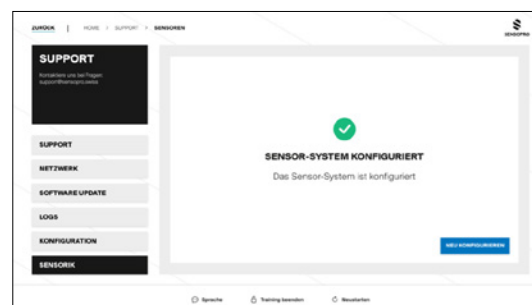 ZURÜCK | HOME > SUPPORT > SENSOREN
SENSOPRO
SUPPORT
Kontaktiere uns bei Fragen:
support@sensopro.swiss
SUPPORT
NETZWERK
SOFTWARE UPDATE
LOGS
KONFIGURATION
SENSORIK
SENSOR-SYSTEM KONFIGURIERT
Das Sensor-System ist konfiguriert
NEU KONFIGURIEREN
Sprache
Training beenden
Neustarten